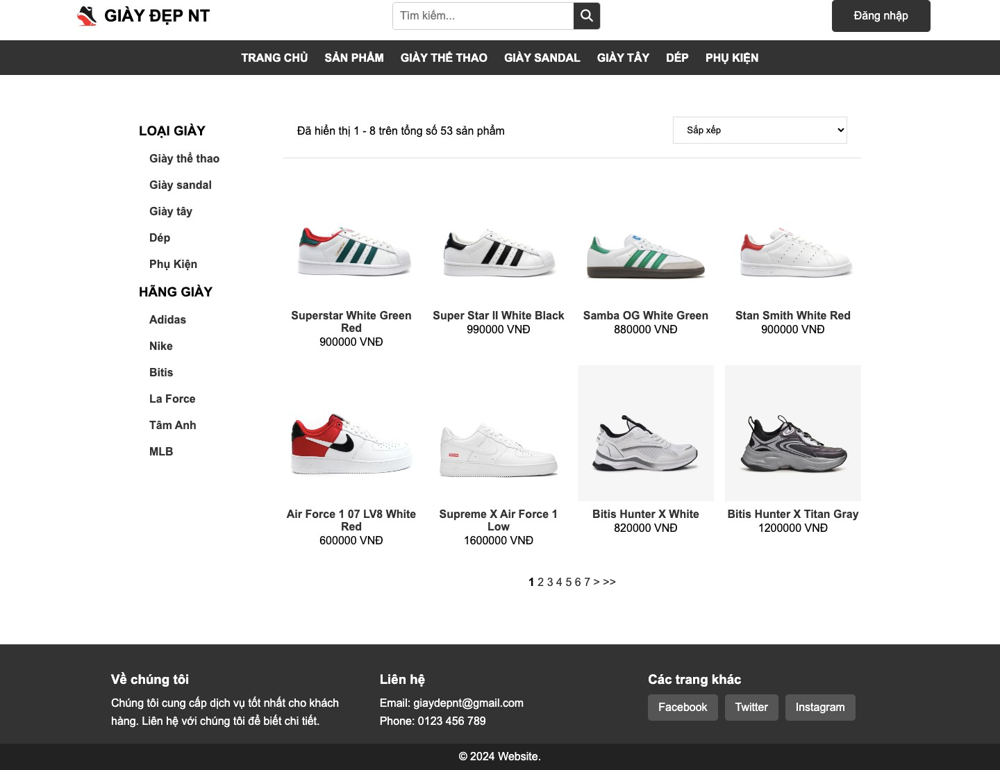 GIÀY ĐẸP NT
Tìm kiếm...
Đăng nhập
TRANG CHỦ SẢN PHẨM GIÀY THỂ THAO GIÀY SANDAL GIÀY TÂY DÉP PHỤ KIỆN
LOẠI GIÀY
Giày thể thao
Giày sandal
Giày tây
Dép
Phụ Kiện
HÃNG GIÀY
Adidas
Nike
Bitis
La Force
Tâm Anh
MLB
Đã hiển thị 1 - 8 trên tổng số 53 sản phẩm
Sắp xếp
Superstar White Green
Red
900000 VNĐ
Super Star II White Black
990000 VNĐ
Samba OG White Green
880000 VNĐ
Stan Smith White Red
900000 VNĐ
Air Force 1 07 LV8 White
Red
600000 VNĐ
Supreme X Air Force 1
Low
1600000 VNĐ
Bitis Hunter X White
820000 VNĐ
Bitis Hunter X Titan Gray
1200000 VNĐ
1 2 3 4 5 6 7 > >>
Về chúng tôi
Chúng tôi cung cấp dịch vụ tốt nhất cho khách
hàng. Liên hệ với chúng tôi để biết chi tiết.
Liên hệ
Email: giaydepnt@gmail.com
Phone: 0123 456 789
Các trang khác
Facebook Twitter Instagram
© 2024 Website.